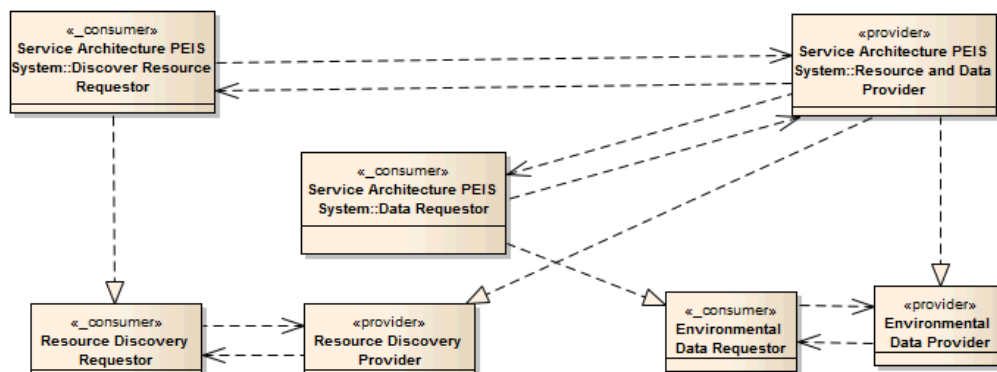 «_consumer»
Service Architecture PEIS
System::Discover Resource
Requestor
«provider»
Service Architecture PEIS
System::Resource and Data
Provider
«_consumer»
Service Architecture PEIS
System::Data Requestor
«_consumer»
Resource Discovery
Requestor
«provider»
Resource Discovery
Provider
«_consumer»
Environmental
Data Requestor
«provider»
Environmental
Data Provider